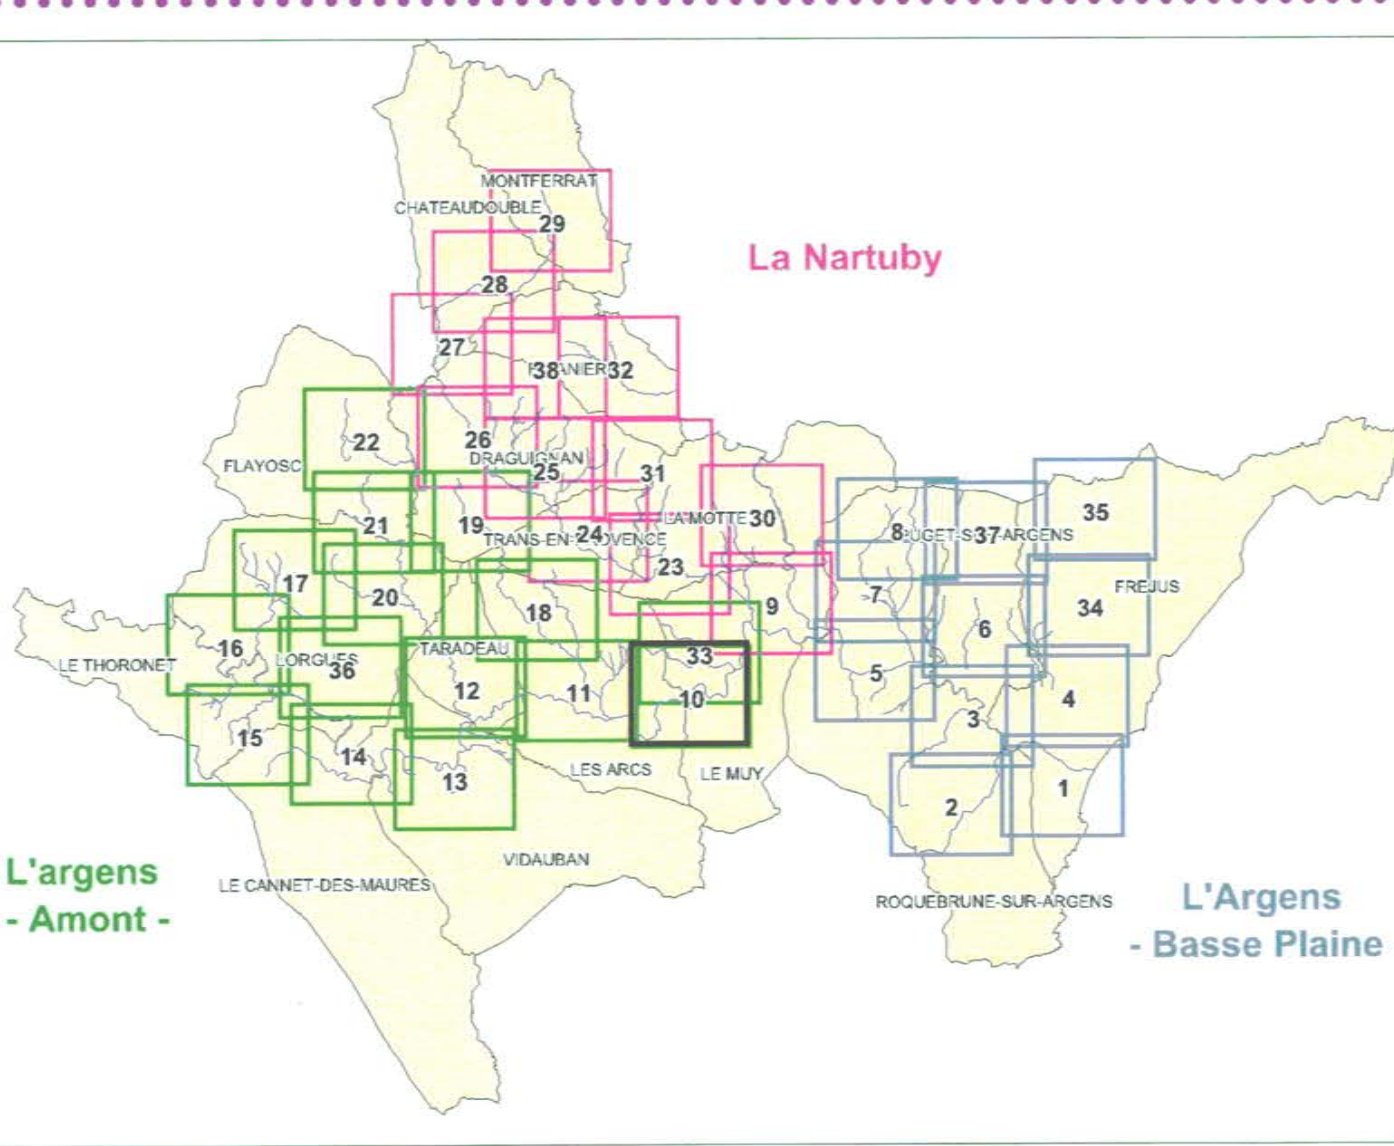 MONTFERRAT
CHATEAUDOUBLE
29
La Nartuby
28
27
38
32
22
26
DRAGUIGNAN
FLAYOSC
25
31
35
21
19
TRANS-EN-PROVENCE
24
LA MOTTE
30
8
PUGET-S
37
ARGENS
17
20
18
23
9
7
34
FREJUS
16
LE THORONET
LORGUES
36
TARADEAU
12
11
33
10
6
5
3
4
15
14
13
LES ARCS
LE MUY
2
1
VIDAUBAN
L'argens
- Amont -
LE CANNET-DES-MAURES
ROQUEBRUNE-SUR-ARGENS
L'Argens
- Basse Plaine